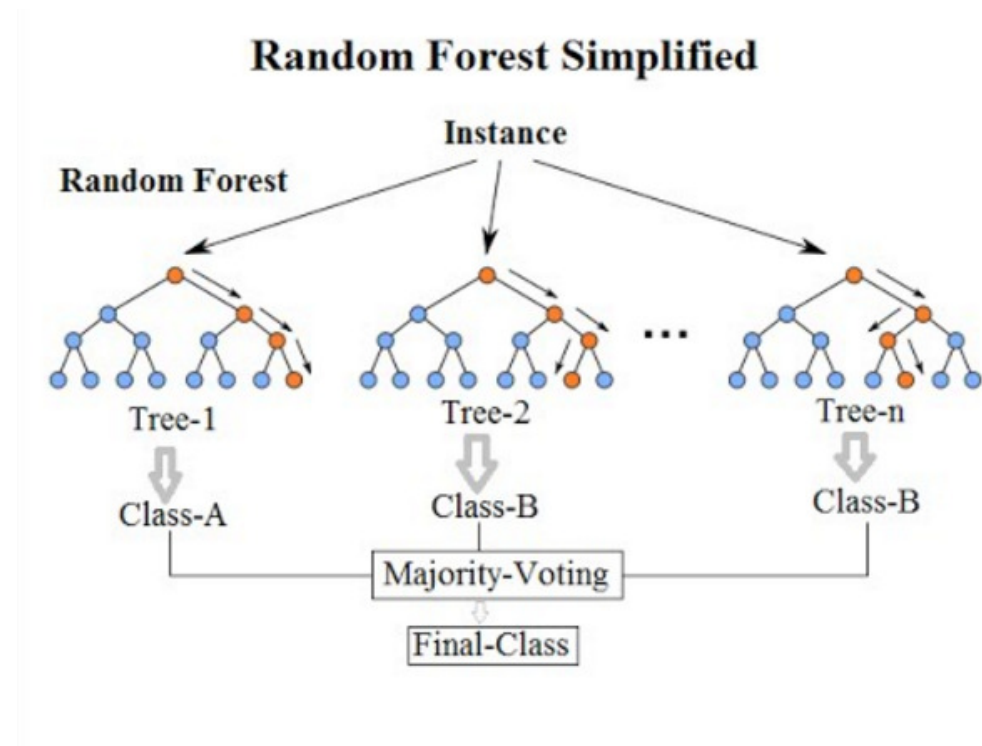 Random Forest Simplified
Instance
Random Forest
...
Tree-1
Tree-2
Tree-n
Class-A
Class-B
Class-B
Majority-Voting
Final-Class